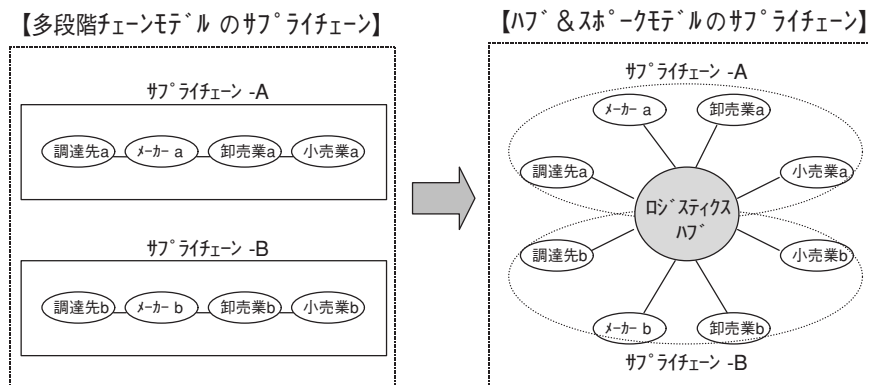 【多段階ﾁｪｰﾝﾓﾃﾞﾙ のｻﾌﾟﾗｲﾁｪｰﾝ】
ｻﾌﾟﾗｲﾁｪｰﾝ -A
調達先a ﾒｰｶｰ a 卸売業a 小売業a
ｻﾌﾟﾗｲﾁｪｰﾝ -B
調達先b ﾒｰｶｰ b 卸売業b 小売業b
【ﾊﾌﾞ＆ｽﾎﾟｰｸﾓﾃﾞﾙのｻﾌﾟﾗｲﾁｪｰﾝ】
ｻﾌﾟﾗｲﾁｪｰﾝ -A
ﾒｰｶｰ a 卸売業a
調達先a 小売業a
ﾛｼﾞｽﾃｨｸｽ
ﾊﾌﾞ
調達先b 小売業b
ﾒｰｶｰ b 卸売業b
ｻﾌﾟﾗｲﾁｪｰﾝ -B